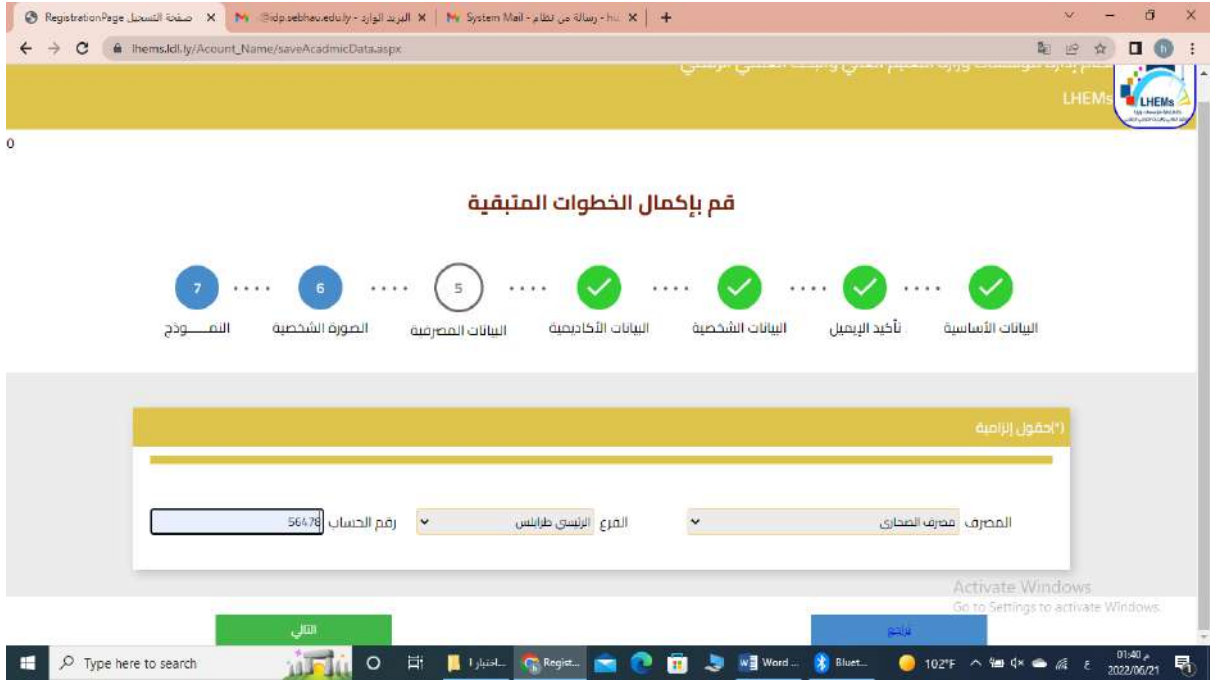 RegistrationPage صفحة التسجيل
البريد الوارد - idp.sebhau.edu.ly
System Mail - رسالة من نظام - hu
lhems.ldl.ly/Acount_Name/saveAcadmicData.aspx
LHEMs
LHEMs
0
قم بإكمال الخطوات المتبقية
5
6
7
البيانات الأساسية
تأكيد الإيميل
البيانات الشخصية
البيانات الأكاديمية
البيانات المصرفية
الصورة الشخصية
النمـــــوذج
(*)حقول إلزامية
المصرف مصرف الصحارى الفرع الرئيسي طرابلس رقم الحساب 56478
Activate Windows
Go to Settings to activate Windows.
تراجع
التالي
Type here to search
اختبار ا...
Regist...
Word ...
Bluet...
102°F
ع
01:40 م
2022/06/21